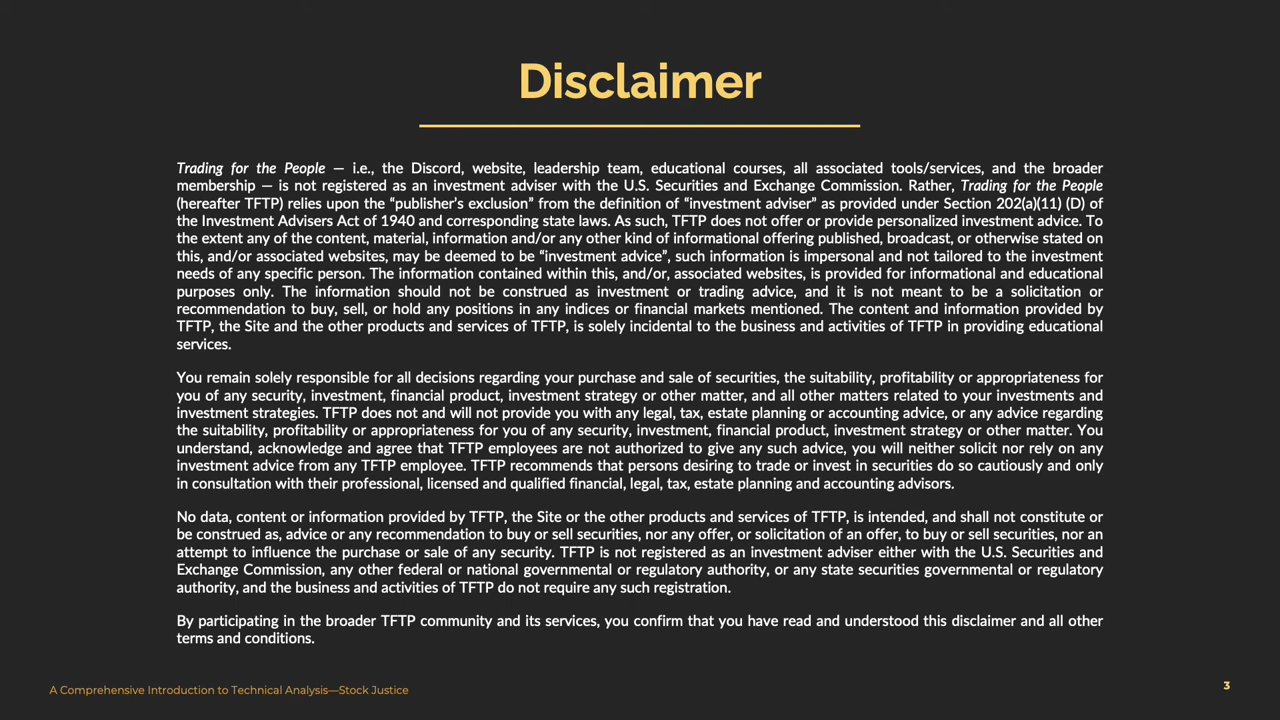 Disclaimer
Trading for the People — i.e., the Discord, website, leadership team, educational courses, all associated tools/services, and the broader
membership — is not registered as an investment adviser with the U.S. Securities and Exchange Commission. Rather, Trading for the People
(hereafter TFTP) relies upon the “publisher’s exclusion” from the definition of “investment adviser” as provided under Section 202(a)(11) (D) of
the Investment Advisers Act of 1940 and corresponding state laws. As such, TFTP does not offer or provide personalized investment advice. To
the extent any of the content, material, information and/or any other kind of informational offering published, broadcast, or otherwise stated on
this, and/or associated websites, may be deemed to be “investment advice”, such information is impersonal and not tailored to the investment
needs of any specific person. The information contained within this, and/or, associated websites, is provided for informational and educational
purposes only. The information should not be construed as investment or trading advice, and it is not meant to be a solicitation or
recommendation to buy, sell, or hold any positions in any indices or financial markets mentioned. The content and information provided by
TFTP, the Site and the other products and services of TFTP, is solely incidental to the business and activities of TFTP in providing educational
services.
You remain solely responsible for all decisions regarding your purchase and sale of securities, the suitability, profitability or appropriateness for
you of any security, investment, financial product, investment strategy or other matter, and all other matters related to your investments and
investment strategies. TFTP does not and will not provide you with any legal, tax, estate planning or accounting advice, or any advice regarding
the suitability, profitability or appropriateness for you of any security, investment, financial product, investment strategy or other matter. You
understand, acknowledge and agree that TFTP employees are not authorized to give any such advice, you will neither solicit nor rely on any
investment advice from any TFTP employee. TFTP recommends that persons desiring to trade or invest in securities do so cautiously and only
in consultation with their professional, licensed and qualified financial, legal, tax, estate planning and accounting advisors.
No data, content or information provided by TFTP, the Site or the other products and services of TFTP, is intended, and shall not constitute or
be construed as, advice or any recommendation to buy or sell securities, nor any offer, or solicitation of an offer, to buy or sell securities, nor an
attempt to influence the purchase or sale of any security. TFTP is not registered as an investment adviser either with the U.S. Securities and
Exchange Commission, any other federal or national governmental or regulatory authority, or any state securities governmental or regulatory
authority, and the business and activities of TFTP do not require any such registration.
By participating in the broader TFTP community and its services, you confirm that you have read and understood this disclaimer and all other
terms and conditions.
A Comprehensive Introduction to Technical Analysis—Stock Justice
3